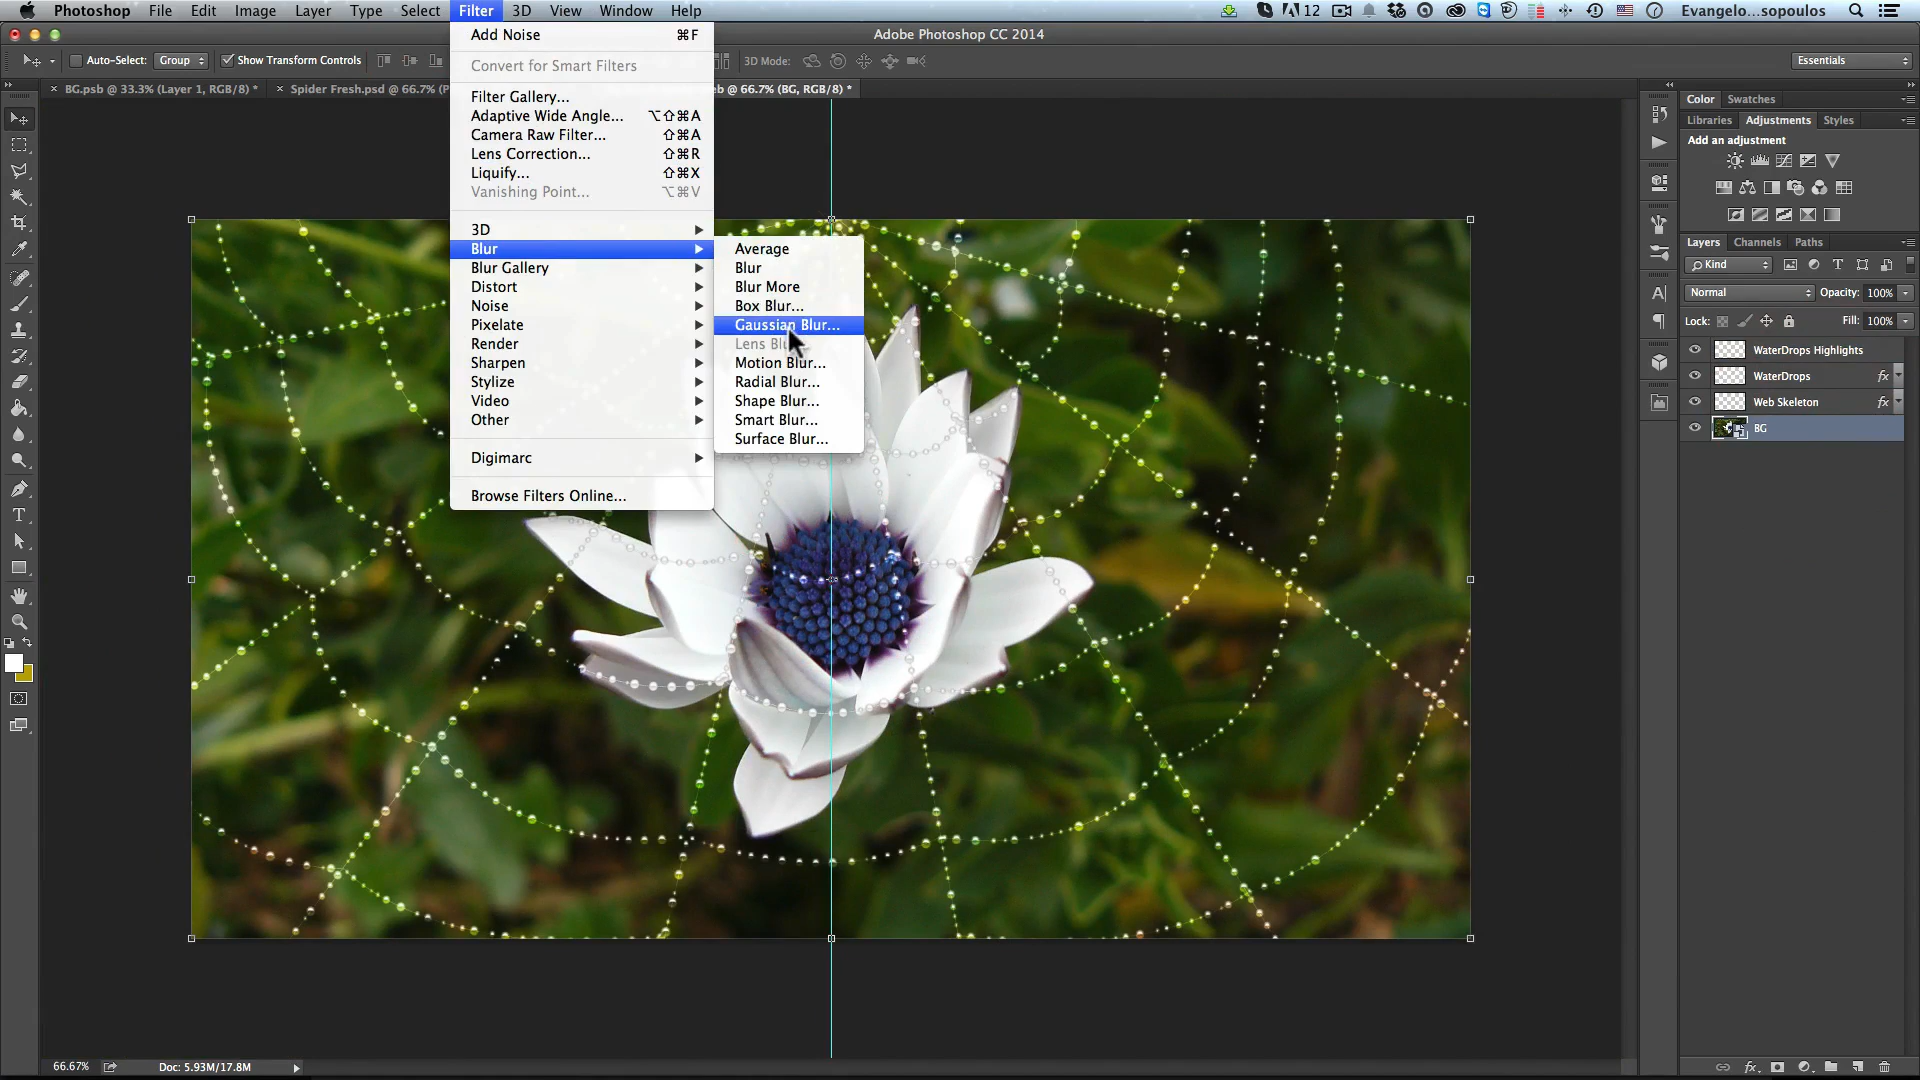 Photoshop File Edit Image Layer Type Select Filter 3D View Window Help 12 Evangelo...sopoulos
Adobe Photoshop CC 2014
Auto-Select: Group Show Transform Controls 3D Mode: Essentials
BG.psb @ 33.3% (Layer 1, RGB/8) * Spider Fresh.psd @ 66.7% (P eb @ 66.7% (BG, RGB/8) *
Add Noise ⌘F
Convert for Smart Filters
Filter Gallery...
Adaptive Wide Angle... ⌥⇧⌘A
Camera Raw Filter... ⇧⌘A
Lens Correction... ⇧⌘R
Liquify... ⇧⌘X
Vanishing Point... ⌥⌘V
3D
Blur
Blur Gallery
Distort
Noise
Pixelate
Render
Sharpen
Stylize
Video
Other
Digimarc
Browse Filters Online...
Average
Blur
Blur More
Box Blur...
Gaussian Blur...
Lens Bl
Motion Blur...
Radial Blur...
Shape Blur...
Smart Blur...
Surface Blur...
Color Swatches
Libraries Adjustments Styles
Add an adjustment
Layers Channels Paths
Kind
Normal Opacity: 100%
Lock: Fill: 100%
WaterDrops Highlights
WaterDrops fx
Web Skeleton fx
BG
66.67% Doc: 5.93M/17.8M